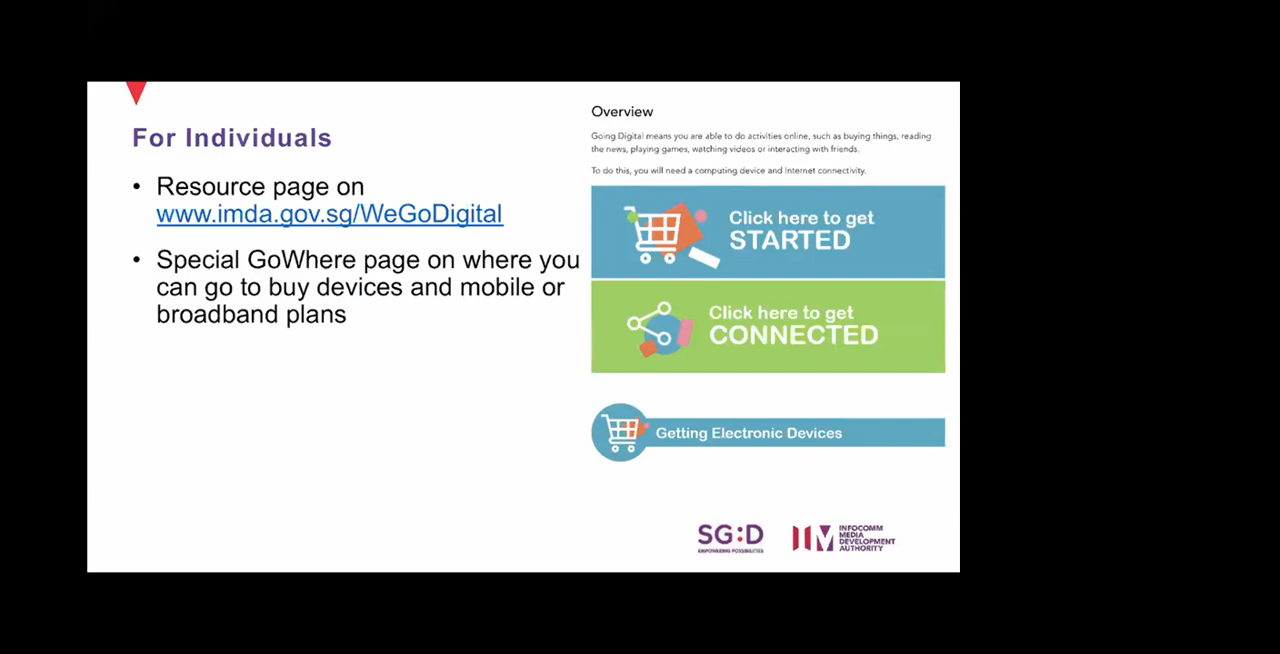 For Individuals
• Resource page on
www.imda.gov.sg/WeGoDigital
• Special GoWhere page on where you
can go to buy devices and mobile or
broadband plans
Overview
Going Digital means you are able to do activities online, such as buying things, reading
the news, playing games, watching videos or interacting with friends.
To do this, you will need a computing device and Internet connectivity.
Click here to get
STARTED
Click here to get
CONNECTED
Getting Electronic Devices
SG:D
EMPOWERING POSSIBILITIES
INFOCOMM
MEDIA
DEVELOPMENT
AUTHORITY